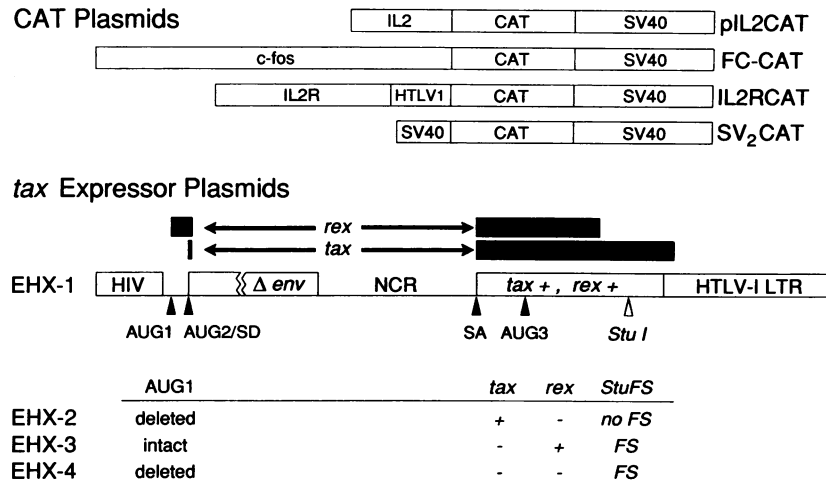 CAT Plasmids
IL2 CAT SV40 pIL2CAT
c-fos CAT SV40 FC-CAT
IL2R HTLV1 CAT SV40 IL2RCAT
SV40 CAT SV40 SV₂CAT
tax Expressor Plasmids
rex
tax
EHX-1 HIV Δ env NCR tax +, rex + HTLV-I LTR
AUG1 AUG2/SD SA AUG3 Stu I
AUG1 tax rex StuFS
EHX-2 deleted + - no FS
EHX-3 intact - + FS
EHX-4 deleted - - FS